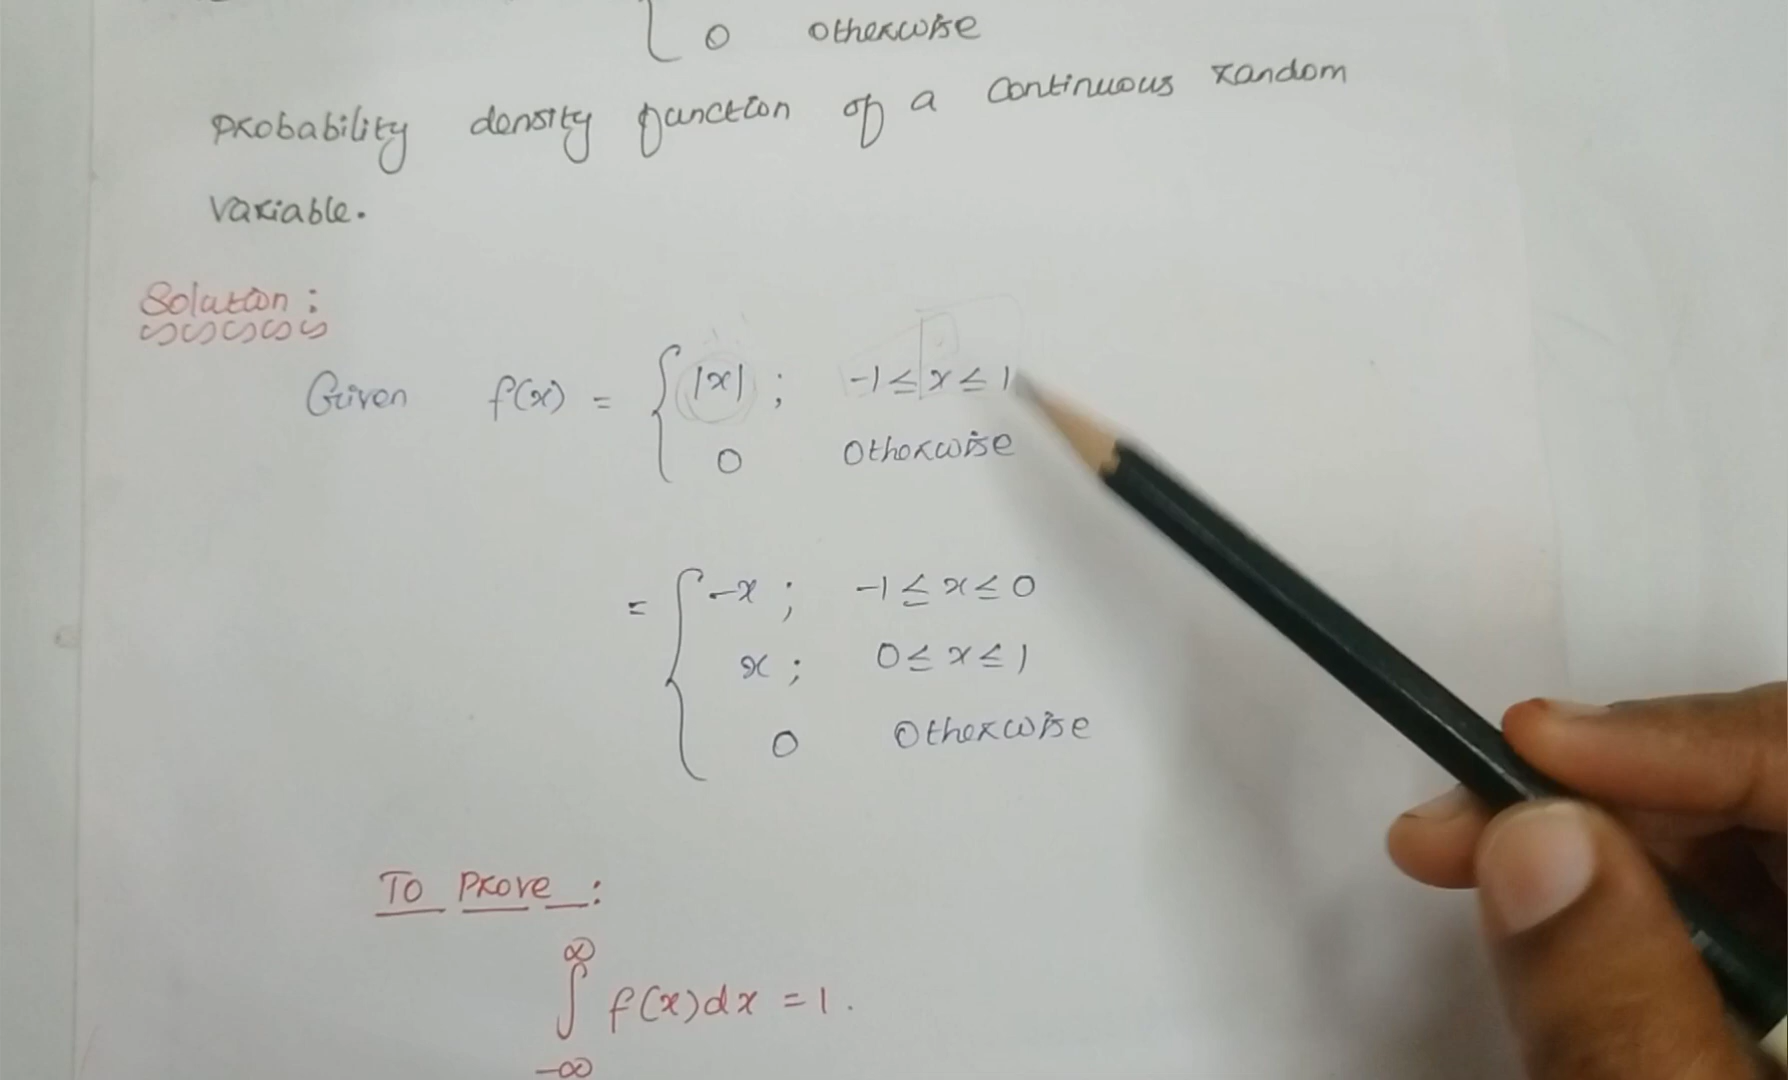 0 otherwise
probability density function of a continuous random
variable.
Solution :
Given f(x) = { |x| ; -1 ≤ x ≤ 1
0 otherwise
= { -x ; -1 ≤ x ≤ 0
x ; 0 ≤ x ≤ 1
0 otherwise
To Prove :
∞
∫ f(x)dx = 1.
-∞